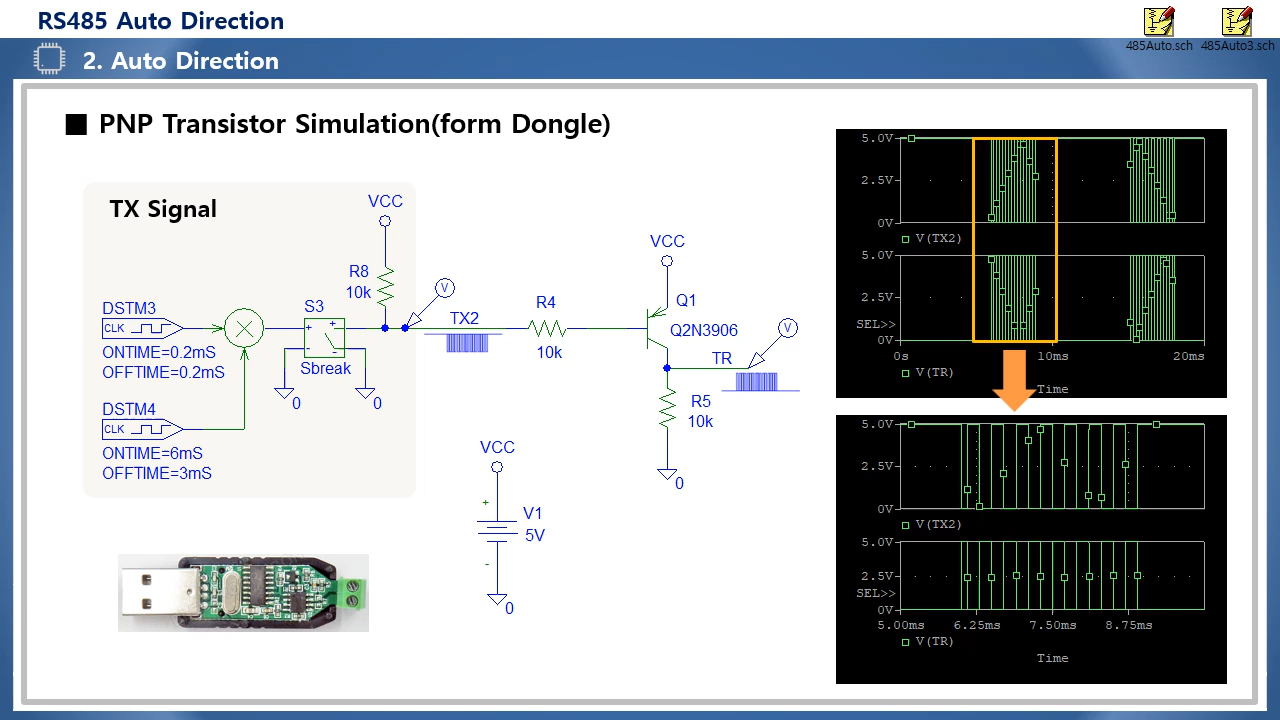 RS485 Auto Direction
485Auto.sch
485Auto3.sch
2. Auto Direction
■ PNP Transistor Simulation(form Dongle)
TX Signal
VCC
R8
10k
V
DSTM3
CLK
ONTIME=0.2mS
OFFTIME=0.2mS
S3
+ +
- -
Sbreak
0
0
DSTM4
CLK
ONTIME=6mS
OFFTIME=3mS
TX2
R4
10k
VCC
Q1
Q2N3906
V
TR
R5
10k
0
VCC
+
V1
5V
-
0
5.0V
2.5V
0V
V(TX2)
5.0V
2.5V
SEL>>
0V
0s 10ms 20ms
V(TR)
Time
5.0V
2.5V
0V
V(TX2)
5.0V
2.5V
SEL>>
0V
5.00ms 6.25ms 7.50ms 8.75ms
V(TR)
Time